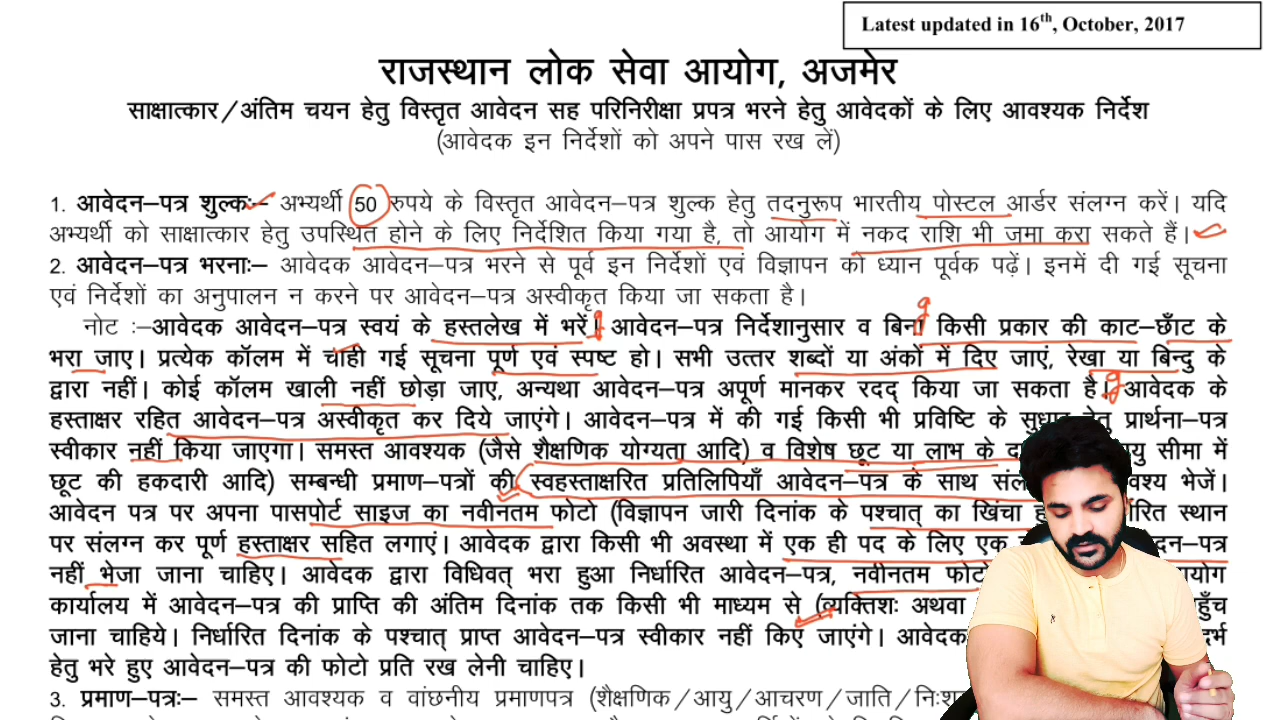 Latest updated in 16th, October, 2017
राजस्थान लोक सेवा आयोग, अजमेर
साक्षात्कार/अंतिम चयन हेतु विस्तृत आवेदन सह परिनिरीक्षा प्रपत्र भरने हेतु आवेदकों के लिए आवश्यक निर्देश
(आवेदक इन निर्देशों को अपने पास रख लें)
1. आवेदन–पत्र शुल्कः– अभ्यर्थी 50 रुपये के विस्तृत आवेदन–पत्र शुल्क हेतु तदनुरूप भारतीय पोस्टल आर्डर संलग्न करें। यदि
अभ्यर्थी को साक्षात्कार हेतु उपस्थित होने के लिए निर्देशित किया गया है, तो आयोग में नकद राशि भी जमा करा सकते हैं।
2. आवेदन–पत्र भरनाः– आवेदक आवेदन–पत्र भरने से पूर्व इन निर्देशों एवं विज्ञापन को ध्यान पूर्वक पढ़ें। इनमें दी गई सूचना
एवं निर्देशों का अनुपालन न करने पर आवेदन–पत्र अस्वीकृत किया जा सकता है।
नोट :–आवेदक आवेदन–पत्र स्वयं के हस्तलेख में भरें। आवेदन–पत्र निर्देशानुसार व बिना किसी प्रकार की काट–छाँट के
भरा जाए। प्रत्येक कॉलम में चाही गई सूचना पूर्ण एवं स्पष्ट हो। सभी उत्तर शब्दों या अंकों में दिए जाएं, रेखा या बिन्दु के
द्वारा नहीं। कोई कॉलम खाली नहीं छोड़ा जाए, अन्यथा आवेदन–पत्र अपूर्ण मानकर रदद् किया जा सकता है। आवेदक के
हस्ताक्षर रहित आवेदन–पत्र अस्वीकृत कर दिये जाएंगे। आवेदन–पत्र में की गई किसी भी प्रविष्टि के सुधार हेतु प्रार्थना–पत्र
स्वीकार नहीं किया जाएगा। समस्त आवश्यक (जैसे शैक्षणिक योग्यता आदि) व विशेष छूट या लाभ के सीमा में
छूट की हकदारी आदि) सम्बन्धी प्रमाण–पत्रों की स्वहस्ताक्षरित प्रतिलिपियाँ आवेदन–पत्र के साथ भेजें।
आवेदन पत्र पर अपना पासपोर्ट साइज का नवीनतम फोटो (विज्ञापन जारी दिनांक के पश्चात् का खिंचा स्थान
पर संलग्न कर पूर्ण हस्ताक्षर सहित लगाएं। आवेदक द्वारा किसी भी अवस्था में एक ही पद के लिए एक
नहीं भेजा जाना चाहिए। आवेदक द्वारा विधिवत् भरा हुआ निर्धारित आवेदन–पत्र, नवीनतम
कार्यालय में आवेदन–पत्र की प्राप्ति की अंतिम दिनांक तक किसी भी माध्यम से (व्यक्तिशः अथवा
जाना चाहिये। निर्धारित दिनांक के पश्चात् प्राप्त आवेदन–पत्र स्वीकार नहीं किए जाएंगे।
हेतु भरे हुए आवेदन–पत्र की फोटो प्रति रख लेनी चाहिए।
3. प्रमाण–पत्रः– समस्त आवश्यक व वांछनीय प्रमाणपत्र (शैक्षणिक/आयु/आचरण/जाति/